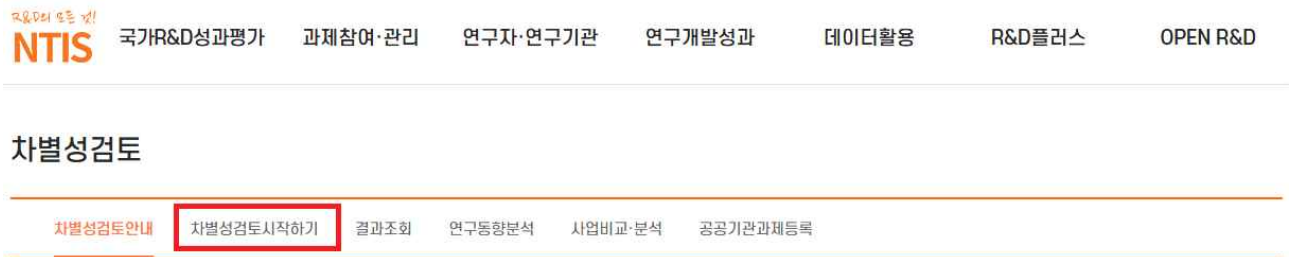 R&D의 모든 것!
NTIS 국가R&D성과평가 과제참여·관리 연구자·연구기관 연구개발성과 데이터활용 R&D플러스 OPEN R&D
차별성검토
차별성검토안내 차별성검토시작하기 결과조회 연구동향분석 사업비교·분석 공공기관과제등록